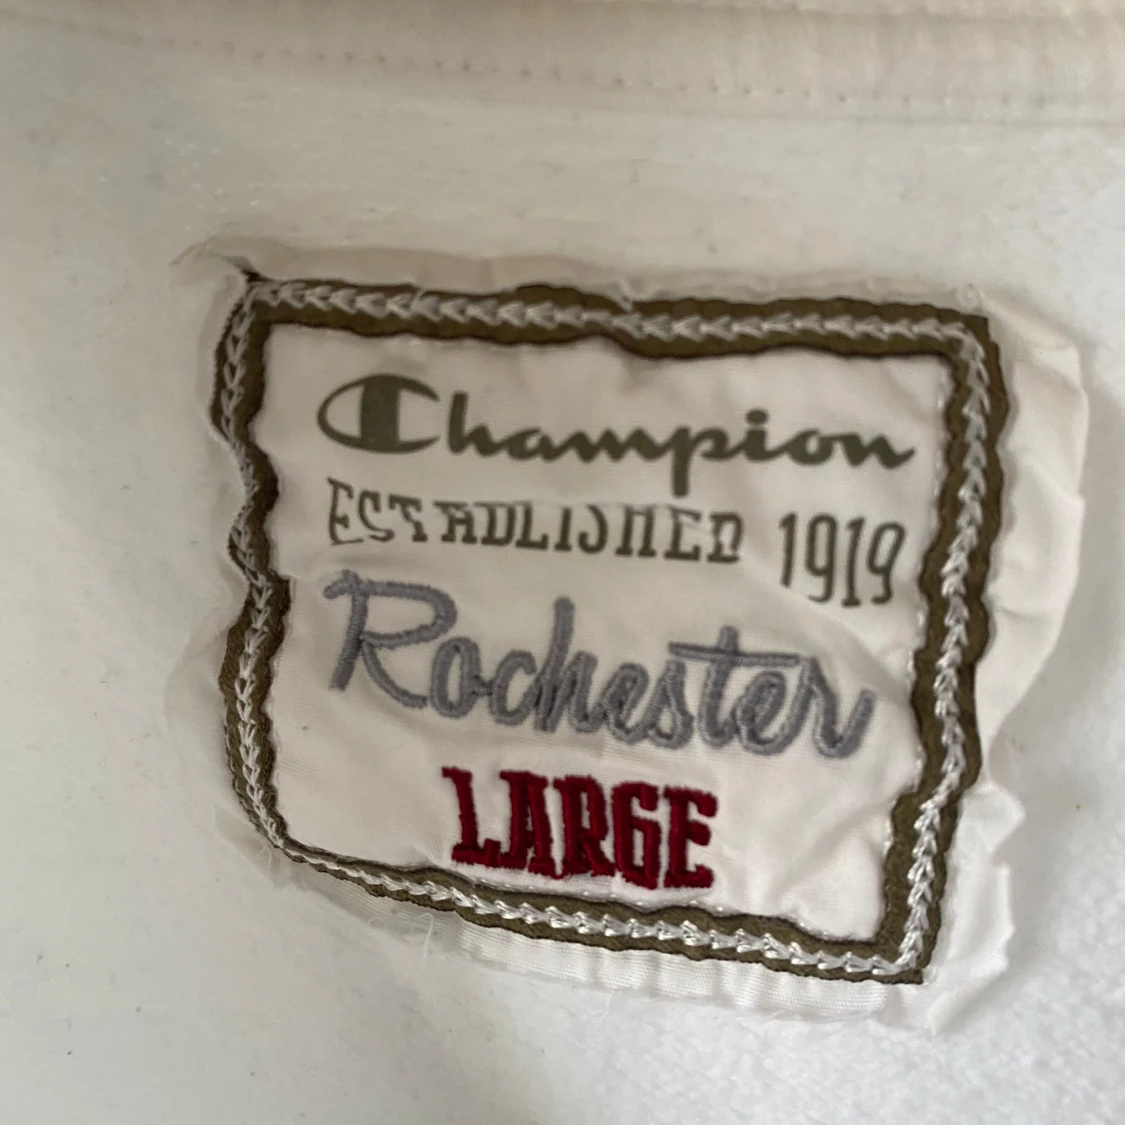 Champion
ESTABLISHED 1919
Rochester
LARGE